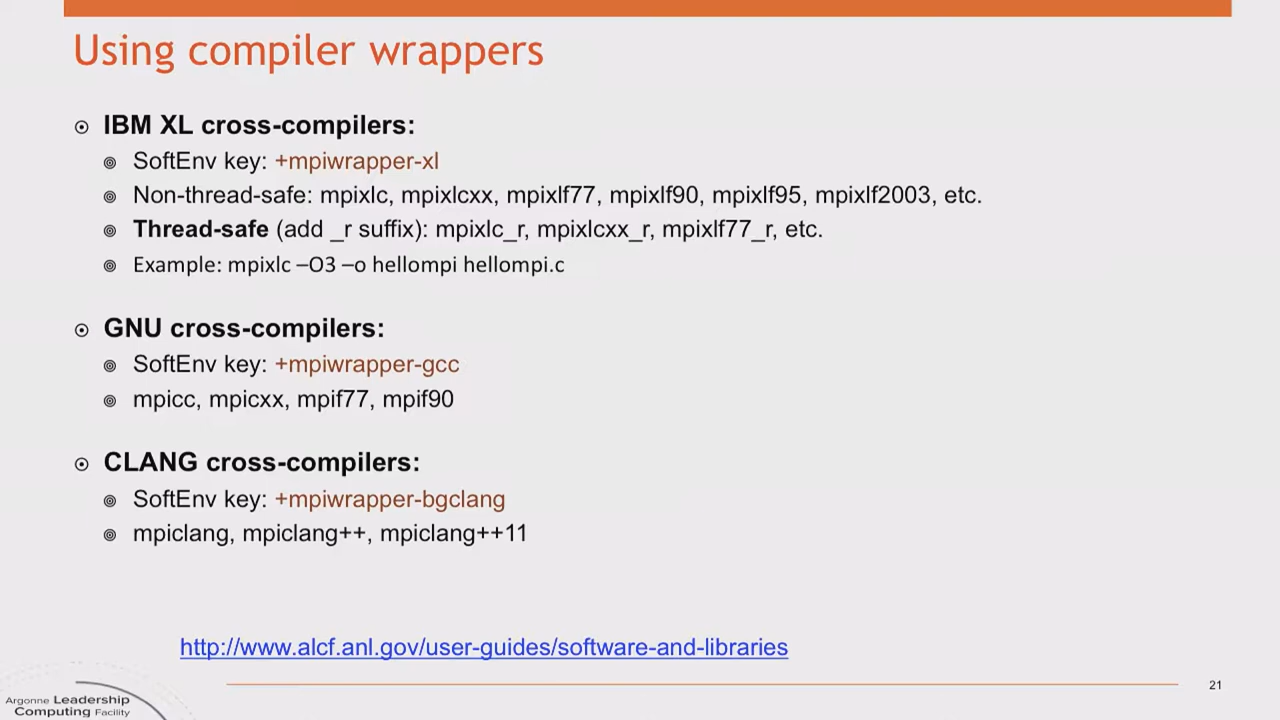 Using compiler wrappers
IBM XL cross-compilers:
SoftEnv key: +mpiwrapper-xl
Non-thread-safe: mpixlc, mpixlcxx, mpixlf77, mpixlf90, mpixlf95, mpixlf2003, etc.
Thread-safe (add _r suffix): mpixlc_r, mpixlcxx_r, mpixlf77_r, etc.
Example: mpixlc –O3 –o hellompi hellompi.c
GNU cross-compilers:
SoftEnv key: +mpiwrapper-gcc
mpicc, mpicxx, mpif77, mpif90
CLANG cross-compilers:
SoftEnv key: +mpiwrapper-bgclang
mpiclang, mpiclang++, mpiclang++11
http://www.alcf.anl.gov/user-guides/software-and-libraries
21
Argonne Leadership
Computing Facility